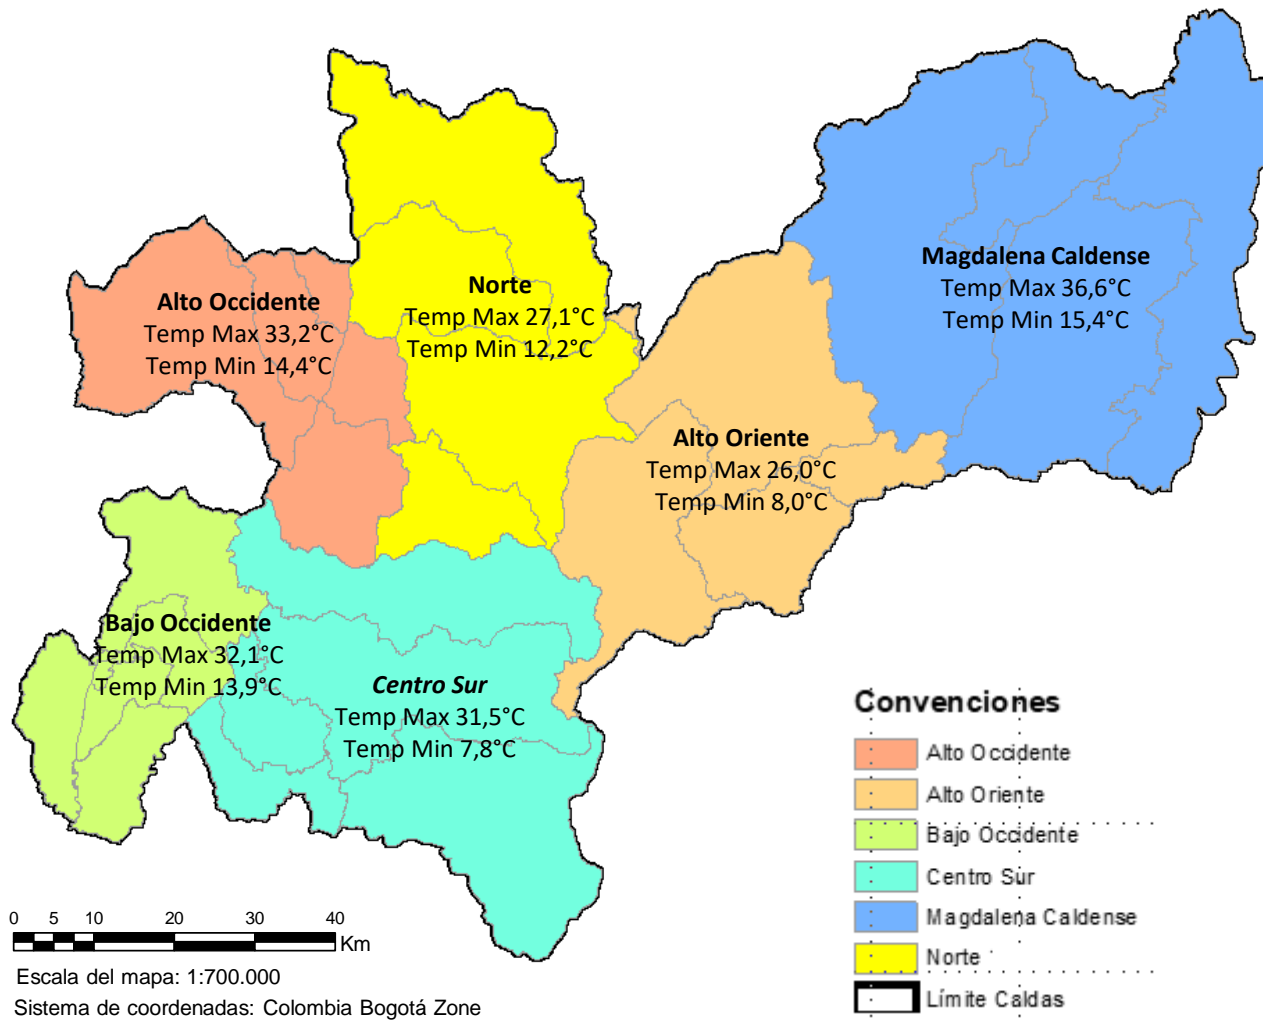 Magdalena Caldense
Temp Max 36,6°C
Temp Min 15,4°C
Norte
Temp Max 27,1°C
Temp Min 12,2°C
Alto Occidente
Temp Max 33,2°C
Temp Min 14,4°C
Alto Oriente
Temp Max 26,0°C
Temp Min 8,0°C
Bajo Occidente
Temp Max 32,1°C
Temp Min 13,9°C
Centro Sur
Temp Max 31,5°C
Temp Min 7,8°C
Convenciones
Alto Occidente
Alto Oriente
Bajo Occidente
Centro Sur
Magdalena Caldense
Norte
Límite Caldas
0 5 10 20 30 40
Km
Escala del mapa: 1:700.000
Sistema de coordenadas: Colombia Bogotá Zone